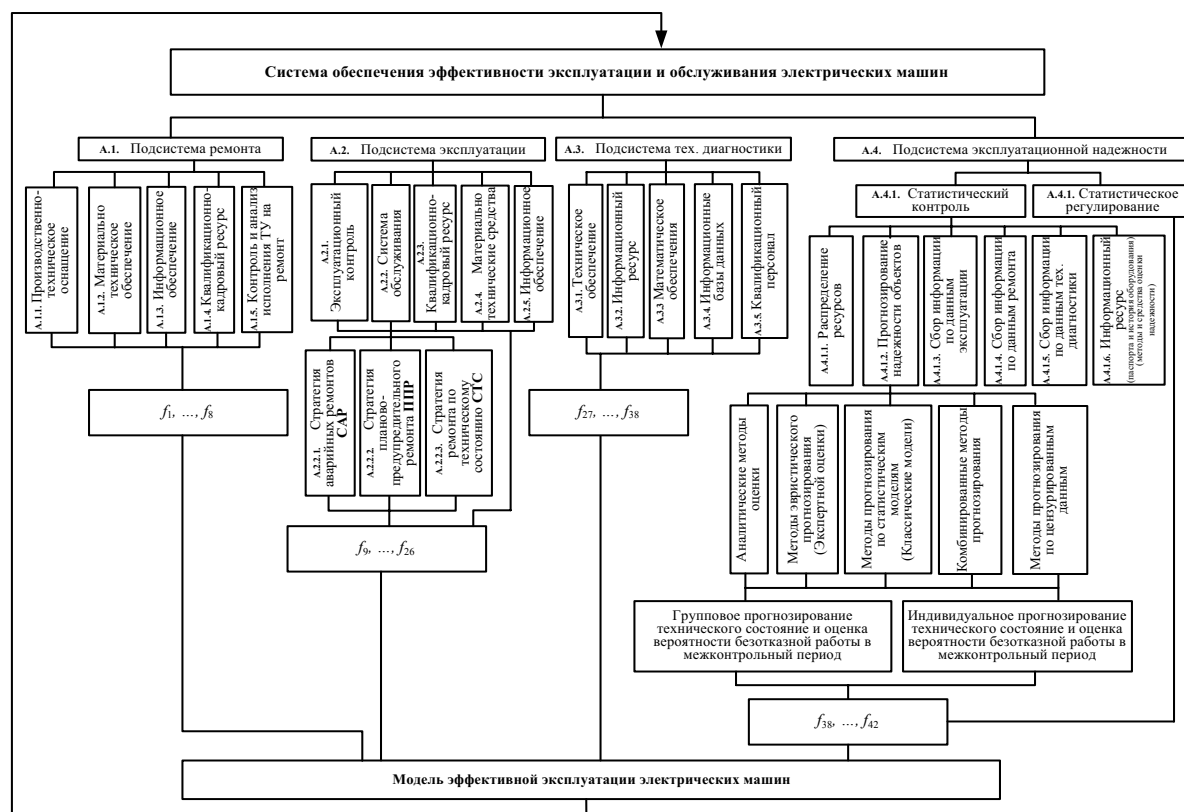 Система обеспечения эффективности эксплуатации и обслуживания электрических машин
А.1. Подсистема ремонта
А.2. Подсистема эксплуатации
А.3. Подсистема тех. диагностики
А.4. Подсистема эксплуатационной надежности
А.1.1. Производственно-
техническое
оснащение
А.1.2. Материально
техническое
обеспечение
А.1.3. Информационное
обеспечение
А.1.4. Квалификационно-
кадровый ресурс
А.1.5. Контроль и анализ
исполнения ТУ на
ремонт
А.2.1.
Эксплуатационный
контроль
А.2.2. Система
обслуживания
А.2.3.
Квалификационно-
кадровый ресурс
А.2.4. Материально
технические средства
А.2.5. Информационное
обеспечение
А.3.1. Техническое
обеспечение
А.3.2. Информационный
ресурс
А.3.3 Математическое
обеспечения
А.3.4. Информационные
базы данных
А.3.5. Квалификационный
персонал
А.4.1. Статистический
контроль
А.4.1. Статистическое
регулирование
А.4.1.1. Распределение
ресурсов
А.4.1.2. Прогнозирование
надежности объектов
А.4.1.3. Сбор информации
по данным
эксплуатации
А.4.1.4. Сбор информации
по данным ремонта
А.4.1.5. Сбор информации
по данным тех.
диагностики
А.4.1.6. Информационный
ресурс
(паспорта и история оборудования)
(методы и средства оценки
надежности)
f1, ..., f8
А.2.2.1. Стратегия
аварийных ремонтов
САР
А.2.2.2. Стратегия
планово-
предупредительного
ремонта ППР
А.2.2.3. Стратегия
ремонта по
техническому
состоянию СТС
f27, ..., f38
f9, ..., f26
Аналитические методы
оценки
Методы эвристического
прогнозирования
(Экспертной оценки)
Методы прогнозирования
по статистическим
моделям
(Классические модели)
Комбинированные методы
прогнозирования
Методы прогнозирования
по цензурированным
данным
Групповое прогнозирование
технического состояние и оценка
вероятности безотказной работы в
межконтрольный период
Индивидуальное прогнозирование
технического состояние и оценка
вероятности безотказной работы в
межконтрольный период
f38, ..., f42
Модель эффективной эксплуатации электрических машин